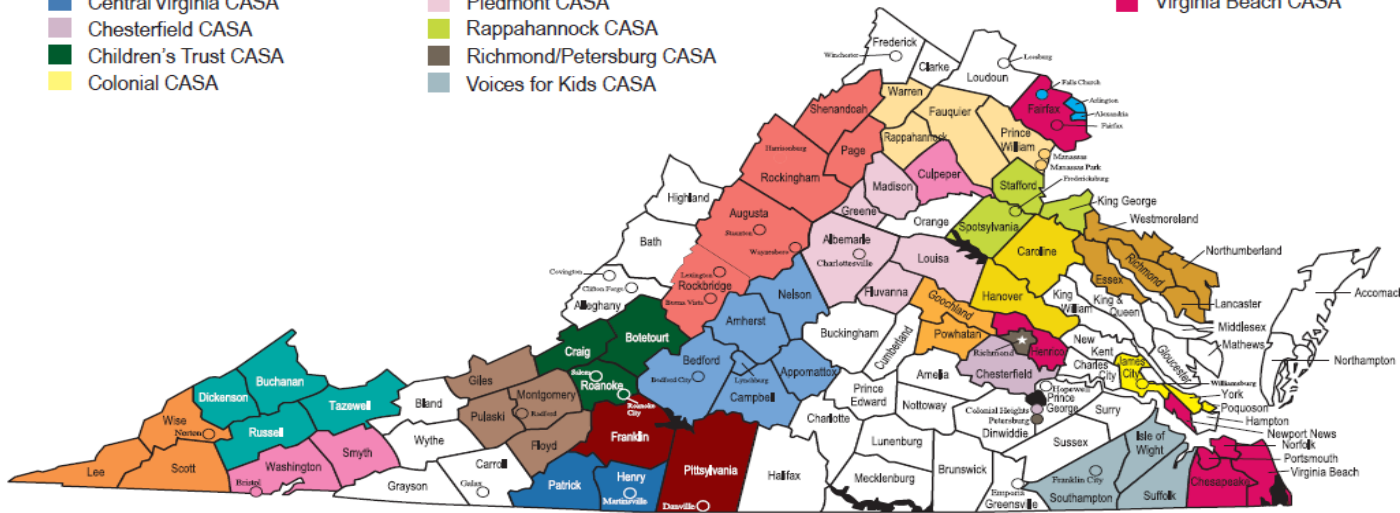 Central Virginia CASA
Chesterfield CASA
Children's Trust CASA
Colonial CASA
Piedmont CASA
Rappahannock CASA
Richmond/Petersburg CASA
Voices for Kids CASA
Virginia Beach CASA
Frederick
Winchester
Clarke
Loudoun
Leesburg
Falls Church
Arlington
Alexandria
Fairfax
Fairfax
Warren
Fauquier
Shenandoah
Rappahannock
Prince
William
Manassas
Manassas Park
Fredericksburg
Harrisonburg
Page
Rockingham
Madison
Culpeper
Stafford
King George
Westmoreland
Highland
Augusta
Staunton
Waynesboro
Greene
Orange
Spotsylvania
Bath
Albemarle
Charlottesville
Louisa
Caroline
Northumberland
Richmond
Essex
Lancaster
Covington
Clifton Forge
Alleghany
Lexington
Rockbridge
Buena Vista
Nelson
Fluvanna
Goochland
Hanover
King
William
King &
Queen
Accomack
Middlesex
Mathews
Gloucester
Northampton
Craig
Botetourt
Amherst
Buckingham
Cumberland
Powhatan
Richmond
Henrico
New
Kent
Charles
City
James
City
Williamsburg
York
Poquoson
Hampton
Newport News
Norfolk
Portsmouth
Virginia Beach
Chesterfield
Amelia
Hopewell
Prince
George
Colonial Heights
Petersburg
Dinwiddie
Surry
Sussex
Isle of
Wight
Franklin City
Southampton
Suffolk
Chesapeake
Salem
Roanoke
Roanoke
City
Bedford
Bedford City
Lynchburg
Campbell
Appomattox
Prince
Edward
Nottoway
Charlotte
Lunenburg
Mecklenburg
Brunswick
Emporia
Greensville
Halifax
Pittsylvania
Danville
Franklin
Henry
Martinsville
Patrick
Giles
Montgomery
Radford
Pulaski
Floyd
Bland
Wythe
Carroll
Galax
Grayson
Buchanan
Dickenson
Tazewell
Russell
Smyth
Washington
Bristol
Wise
Norton
Scott
Lee